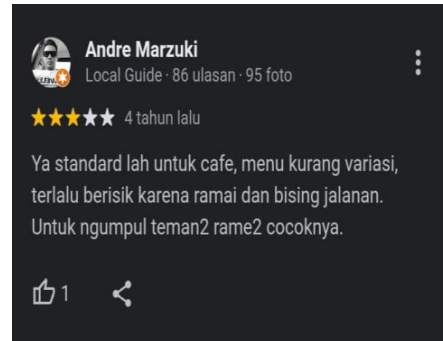 Andre Marzuki
Local Guide · 86 ulasan · 95 foto
4 tahun lalu
Ya standard lah untuk cafe, menu kurang variasi,
terlalu berisik karena ramai dan bising jalanan.
Untuk ngumpul teman2 rame2 cocoknya.
1